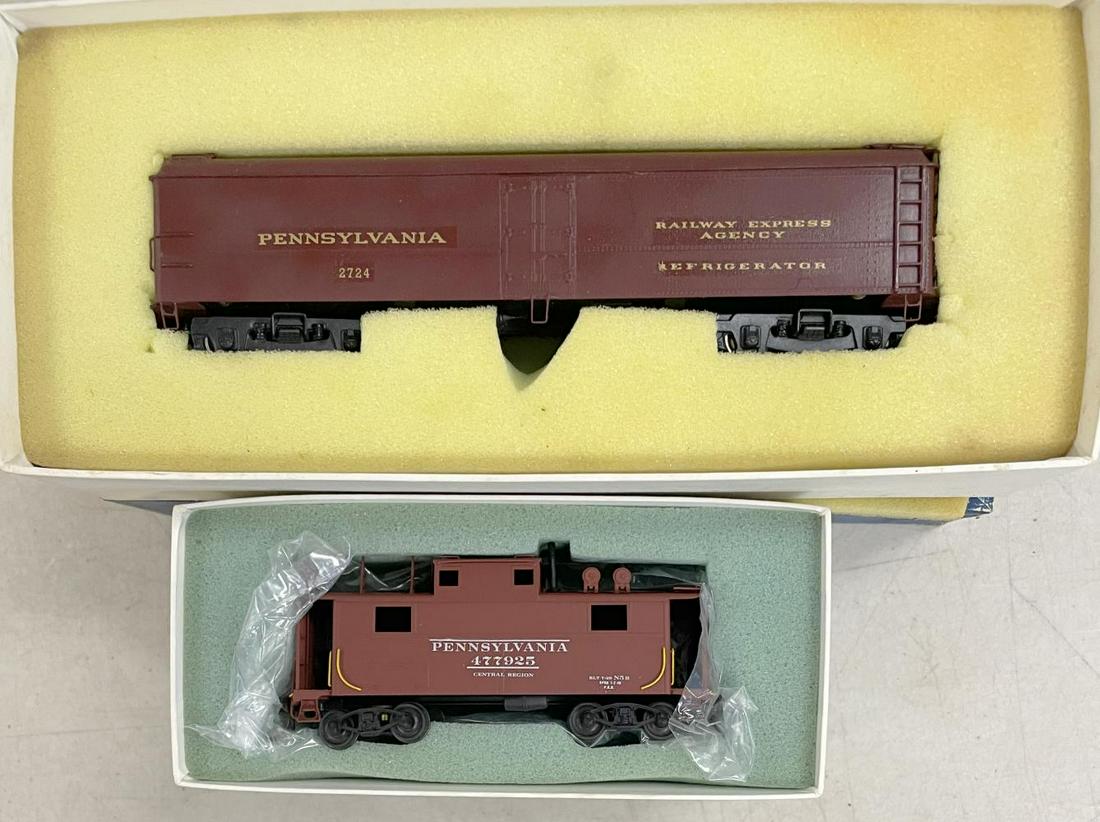 PENNSYLVANIA
2724
RAILWAY EXPRESS
AGENCY
REFRIGERATOR
PENNSYLVANIA
477925
CENTRAL REGION
N5B